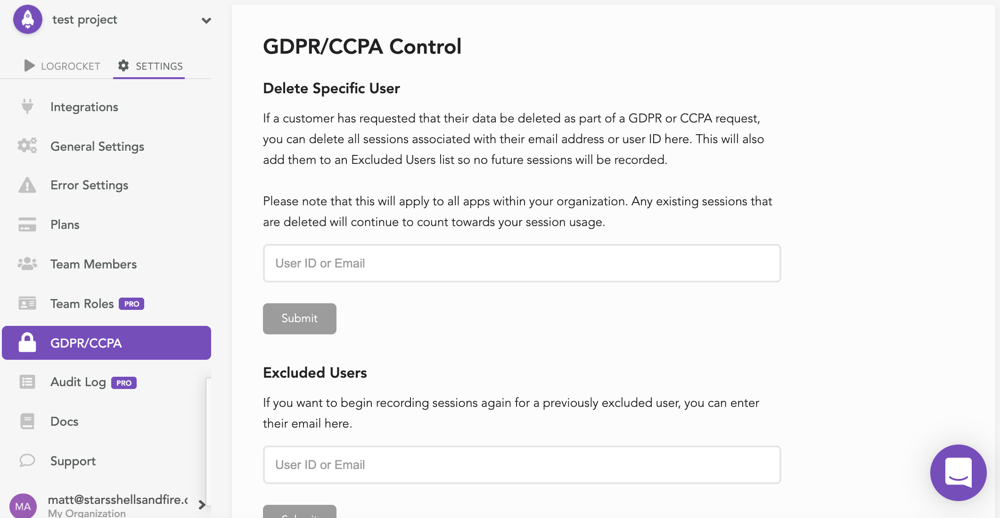 test project
LOGROCKET
SETTINGS
Integrations
General Settings
Error Settings
Plans
Team Members
Team Roles PRO
GDPR/CCPA
Audit Log PRO
Docs
Support
MA
matt@starsshellsandfire.c
My Organization
GDPR/CCPA Control
Delete Specific User
If a customer has requested that their data be deleted as part of a GDPR or CCPA request,
you can delete all sessions associated with their email address or user ID here. This will also
add them to an Excluded Users list so no future sessions will be recorded.
Please note that this will apply to all apps within your organization. Any existing sessions that
are deleted will continue to count towards your session usage.
User ID or Email
Submit
Excluded Users
If you want to begin recording sessions again for a previously excluded user, you can enter
their email here.
User ID or Email
Submit